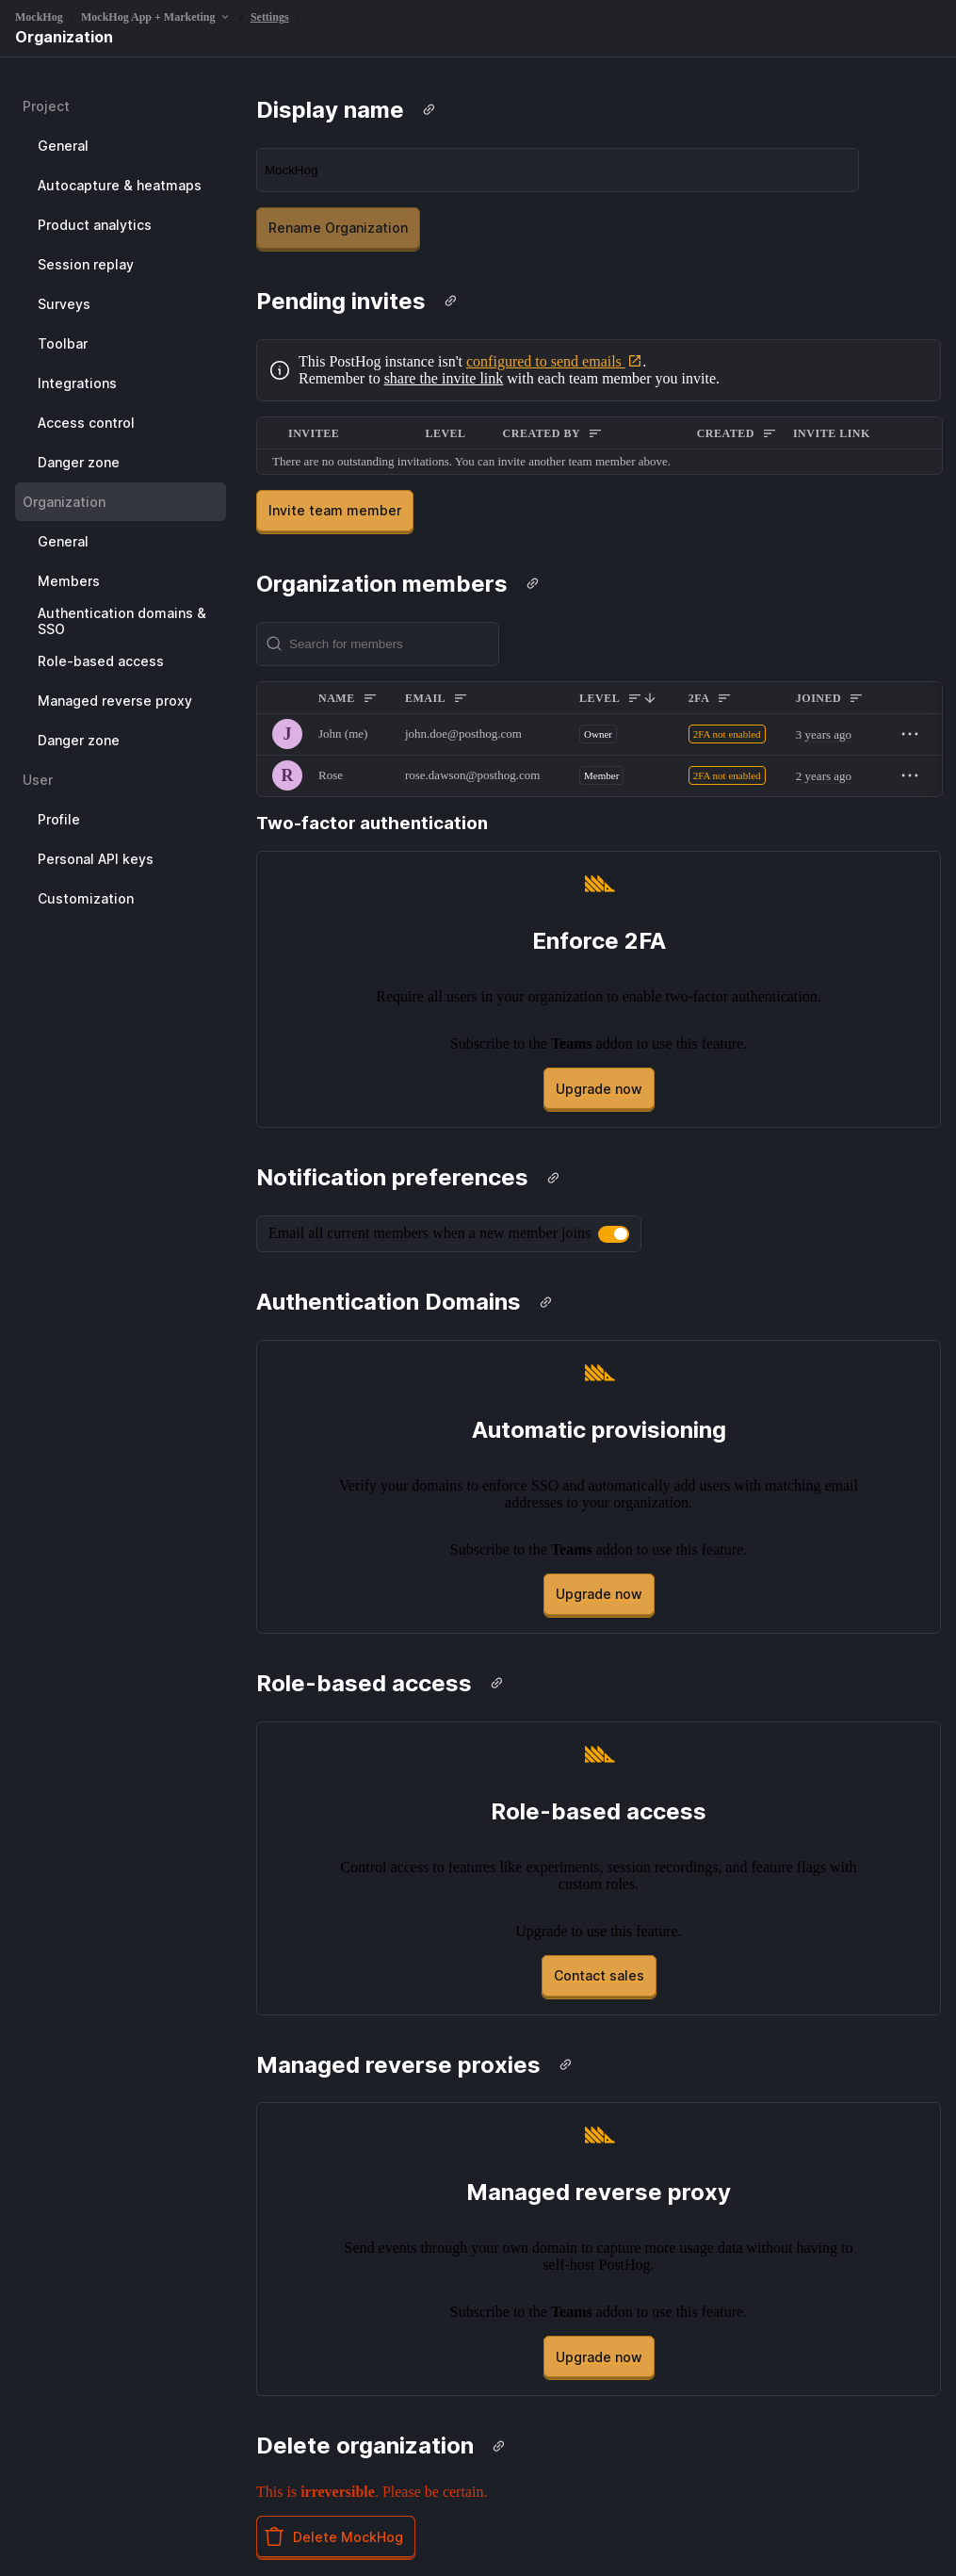 MockHog / MockHog App + Marketing / Settings /
Organization
Project
General
Autocapture & heatmaps
Product analytics
Session replay
Surveys
Toolbar
Integrations
Access control
Danger zone
Organization
General
Members
Authentication domains &
SSO
Role-based access
Managed reverse proxy
Danger zone
User
Profile
Personal API keys
Customization
Display name
MockHog
Rename Organization
Pending invites
This PostHog instance isn't configured to send emails .
Remember to share the invite link with each team member you invite.
INVITEE LEVEL CREATED BY CREATED INVITE LINK
There are no outstanding invitations. You can invite another team member above.
Invite team member
Organization members
Search for members
NAME EMAIL LEVEL 2FA JOINED
J John (me) john.doe@posthog.com Owner 2FA not enabled 3 years ago
R Rose rose.dawson@posthog.com Member 2FA not enabled 2 years ago
Two-factor authentication
Enforce 2FA
Require all users in your organization to enable two-factor authentication.
Subscribe to the Teams addon to use this feature.
Upgrade now
Notification preferences
Email all current members when a new member joins
Authentication Domains
Automatic provisioning
Verify your domains to enforce SSO and automatically add users with matching email
addresses to your organization.
Subscribe to the Teams addon to use this feature.
Upgrade now
Role-based access
Role-based access
Control access to features like experiments, session recordings, and feature flags with
custom roles.
Upgrade to use this feature.
Contact sales
Managed reverse proxies
Managed reverse proxy
Send events through your own domain to capture more usage data without having to
self-host PostHog.
Subscribe to the Teams addon to use this feature.
Upgrade now
Delete organization
This is irreversible. Please be certain.
Delete MockHog